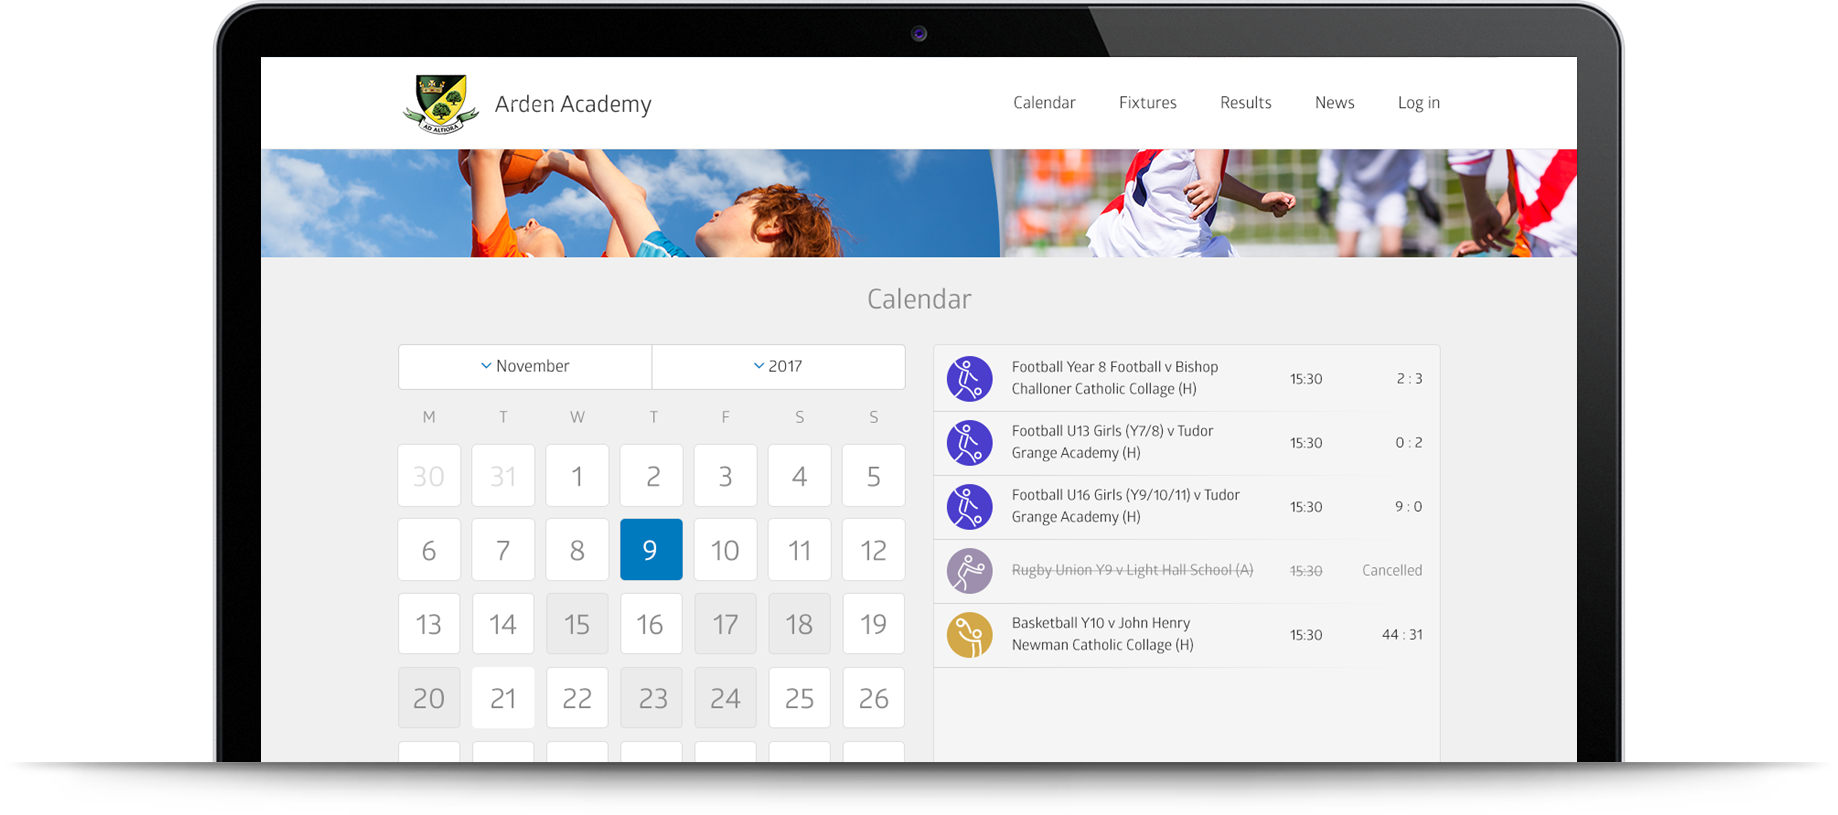 AD ALTIORA
Arden Academy
Calendar Fixtures Results News Log in
Calendar
November 2017
M T W T F S S
30 31 1 2 3 4 5
6 7 8 9 10 11 12
13 14 15 16 17 18 19
20 21 22 23 24 25 26
Football Year 8 Football v Bishop
Challoner Catholic Collage (H)
15:30 2 : 3
Football U13 Girls (Y7/8) v Tudor
Grange Academy (H)
15:30 0 : 2
Football U16 Girls (Y9/10/11) v Tudor
Grange Academy (H)
15:30 9 : 0
Rugby Union Y9 v Light Hall School (A) 15:30 Cancelled
Basketball Y10 v John Henry
Newman Catholic Collage (H)
15:30 44 : 31